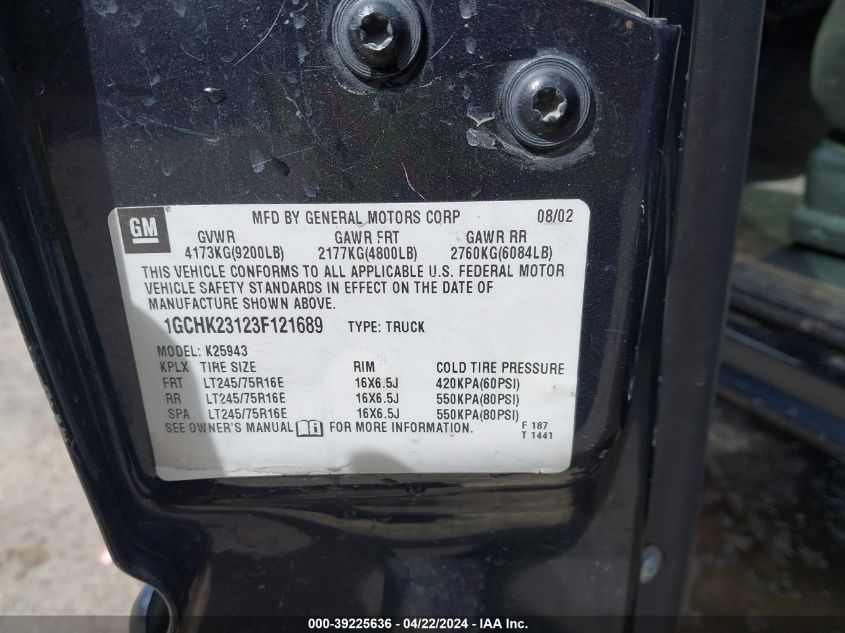 GM
MFD BY GENERAL MOTORS CORP 08/02
GVWR GAWR FRT GAWR RR
4173KG(9200LB) 2177KG(4800LB) 2760KG(6084LB)
THIS VEHICLE CONFORMS TO ALL APPLICABLE U.S. FEDERAL MOTOR
VEHICLE SAFETY STANDARDS IN EFFECT ON THE DATE OF
MANUFACTURE SHOWN ABOVE.
1GCHK23123F121689 TYPE: TRUCK
MODEL: K25943
KPLX TIRE SIZE RIM COLD TIRE PRESSURE
FRT LT245/75R16E 16X6.5J 420KPA(60PSI)
RR LT245/75R16E 16X6.5J 550KPA(80PSI)
SPA LT245/75R16E 16X6.5J 550KPA(80PSI)
SEE OWNER'S MANUAL FOR MORE INFORMATION. F 187
T 1441
000-39225636 - 04/22/2024 - IAA Inc.